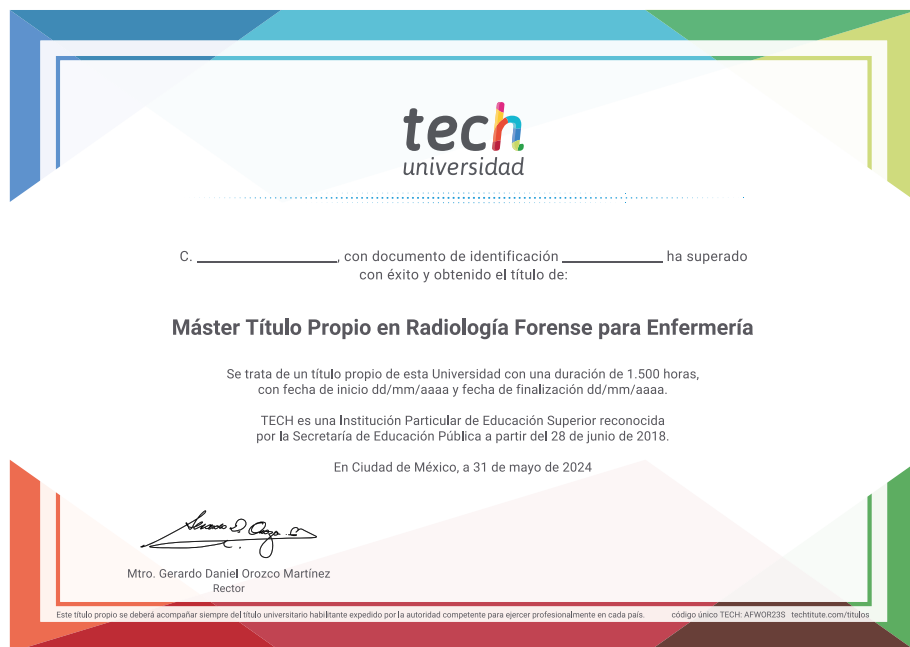 tech
universidad
C. ____________, con documento de identificación ____________ ha superado
con éxito y obtenido el título de:
Máster Título Propio en Radiología Forense para Enfermería
Se trata de un título propio de esta Universidad con una duración de 1.500 horas,
con fecha de inicio dd/mm/aaaa y fecha de finalización dd/mm/aaaa.
TECH es una Institución Particular de Educación Superior reconocida
por la Secretaría de Educación Pública a partir del 28 de junio de 2018.
En Ciudad de México, a 31 de mayo de 2024
Mtro. Gerardo Daniel Orozco Martínez
Rector
Este título propio se deberá acompañar siempre del título universitario habilitante expedido por la autoridad competente para ejercer profesionalmente en cada país. código único TECH: AFWOR23S techtitute.com/titulos